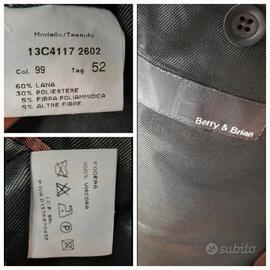 Modello/Tessuto
13C4117 2602
Col. 99 Tag. 52
60% LANA
30% POLIESTERE
5% FIBRA POLIAMMIDICA
5% ALTRE FIBRE
Berry & Brian
FODERA
100% VISCOSA
subito